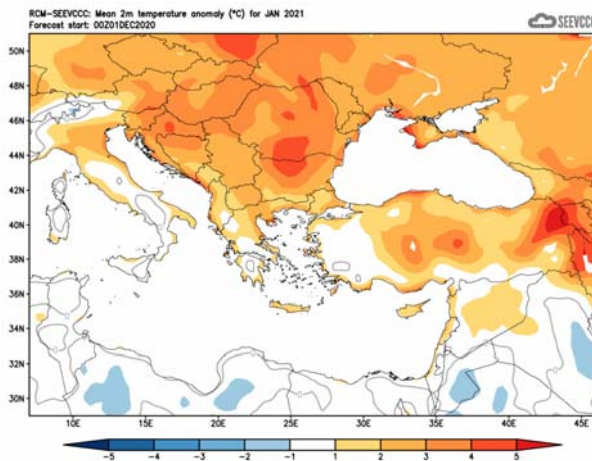 RCM-SEEVCCC: Mean 2m temperature anomaly (°C) for JAN 2021
Forecast start: 00Z01DEC2020
SEEVCCC
50N
48N
46N
44N
42N
40N
38N
36N
34N
32N
30N
10E 15E 20E 25E 30E 35E 40E 45E
-5 -4 -3 -2 -1 1 2 3 4 5